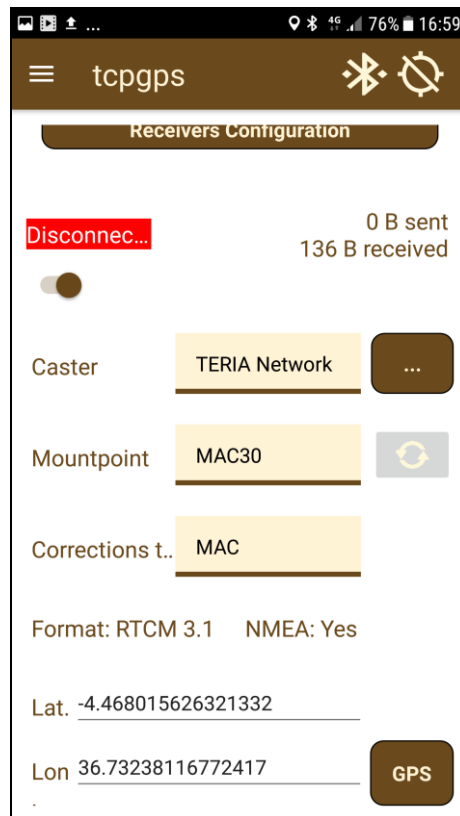 ... 4G 76% 16:59
tcpgps
Receivers Configuration
Disconnec...
0 B sent
136 B received
Caster TERIA Network ...
Mountpoint MAC30
Corrections t.. MAC
Format: RTCM 3.1 NMEA: Yes
Lat. -4.468015626321332
Lon 36.73238116772417 GPS
.